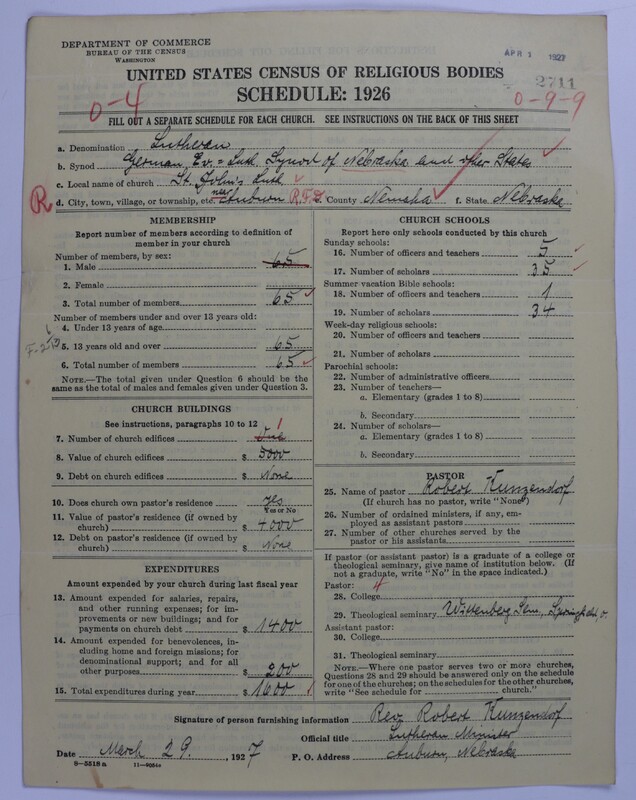 DEPARTMENT OF COMMERCE
BUREAU OF THE CENSUS
WASHINGTON
APR 1 1927
2711
UNITED STATES CENSUS OF RELIGIOUS BODIES
SCHEDULE: 1926
0-4
0-9-9
FILL OUT A SEPARATE SCHEDULE FOR EACH CHURCH. SEE INSTRUCTIONS ON THE BACK OF THIS SHEET
a. Denomination Lutheran
b. Synod German, Ev.=Luth. Synod of Nebraska and other States
c. Local name of church St. John's Luth
R d. City, town, village, or township, etc. near Auburn R.F.D. e. County Nemaha f. State Nebraska
MEMBERSHIP
Report number of members according to definition of
member in your church
Number of members, by sex:
1. Male 65
2. Female
3. Total number of members 65
Number of members under and over 13 years old:
4. Under 13 years of age
5. 13 years old and over 65
6. Total number of members 65
NOTE.—The total given under Question 6 should be the
same as the total of males and females given under Question 3.
CHURCH BUILDINGS
See instructions, paragraphs 10 to 12 1
7. Number of church edifices One
8. Value of church edifices $ 5000
9. Debt on church edifices $ None
10. Does church own pastor's residence yes
Yes or No
11. Value of pastor's residence (if owned by
church) $ 4000
12. Debt on pastor's residence (if owned by
church) $ None
EXPENDITURES
Amount expended by your church during last fiscal year
13. Amount expended for salaries, repairs,
and other running expenses; for im-
provements or new buildings; and for
payments on church debt $ 1400
14. Amount expended for benevolences, in-
cluding home and foreign missions; for
denominational support; and for all
other purposes $ 200
15. Total expenditures during year $ 1600
CHURCH SCHOOLS
Report here only schools conducted by this church
Sunday schools:
16. Number of officers and teachers 5
17. Number of scholars 35
Summer vacation Bible schools:
18. Number of officers and teachers 1
19. Number of scholars 34
Week-day religious schools:
20. Number of officers and teachers
21. Number of scholars
Parochial schools:
22. Number of administrative officers
23. Number of teachers—
a. Elementary (grades 1 to 8)
b. Secondary
24. Number of scholars—
a. Elementary (grades 1 to 8)
b. Secondary
PASTOR
25. Name of pastor Robert Kunzendorf
(If church has no pastor, write "None")
26. Number of ordained ministers, if any, em-
ployed as assistant pastors
27. Number of other churches served by the
pastor or his assistants
If pastor (or assistant pastor) is a graduate of a college or
theological seminary, give name of institution below. (If
not a graduate, write "No" in the space indicated.)
Pastor: 4
28. College
29. Theological seminary Wittenberg Sem, Springfield, O.
Assistant pastor:
30. College
31. Theological seminary
NOTE.—Where one pastor serves two or more churches,
Questions 28 and 29 should be answered only on the schedule
for one of the churches; on the schedules for the other churches,
write "See schedule for church."
Signature of person furnishing information Rev Robert Kunzendorf
Official title Lutheran Minister
Date March 29, 1927 P. O. Address Auburn, Nebraska
8-5518a 11-9084a